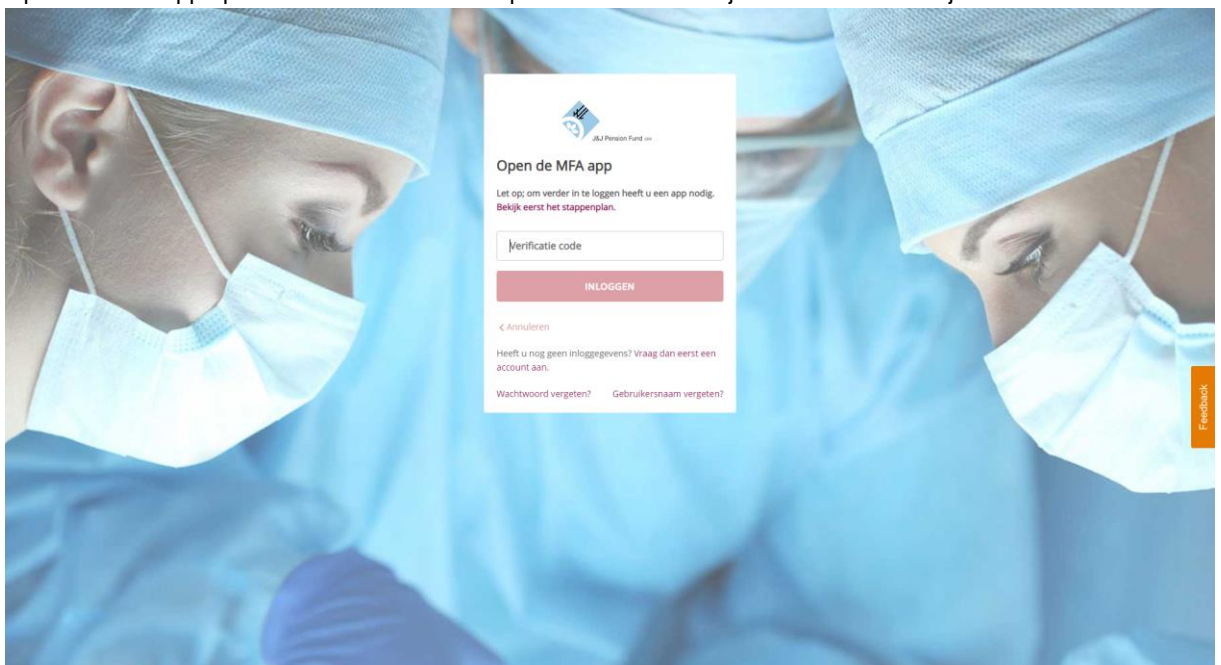 J&J Pension Fund
Open de MFA app
Let op; om verder in te loggen heeft u een app nodig.
Bekijk eerst het stappenplan.
Verificatie code
INLOGGEN
< Annuleren
Heeft u nog geen inloggegevens? Vraag dan eerst een
account aan.
Wachtwoord vergeten? Gebruikersnaam vergeten?
Feedback